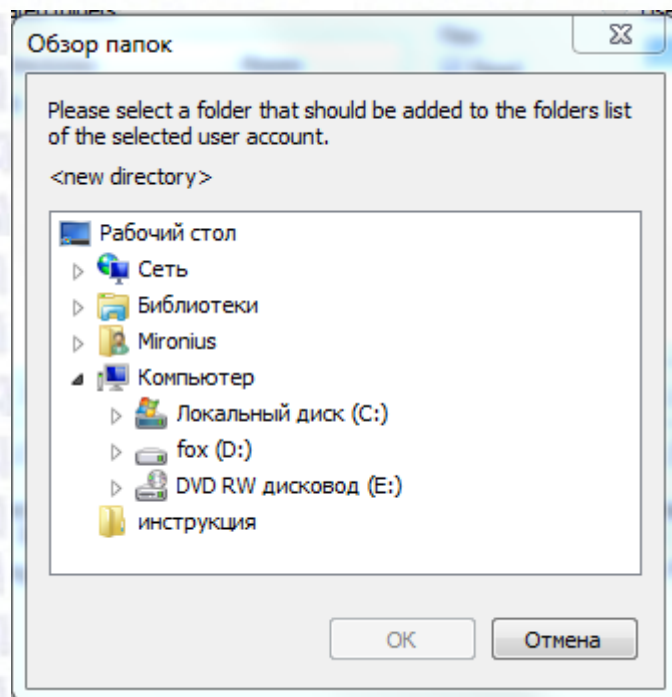 Обзор папок
Please select a folder that should be added to the folders list
of the selected user account.
<new directory>
Рабочий стол
Сеть
Библиотеки
Mironius
Компьютер
Локальный диск (C:)
fox (D:)
DVD RW дисковод (E:)
инструкция
OK
Отмена